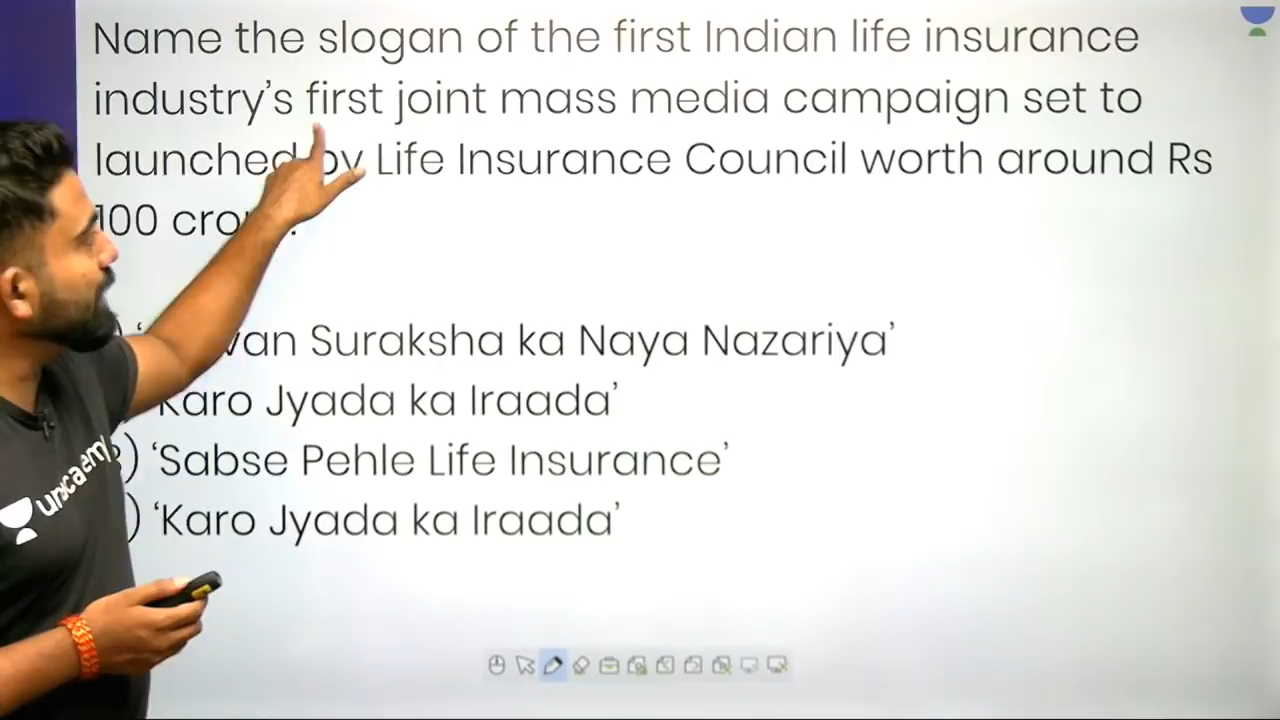 Name the slogan of the first Indian life insurance
industry's first joint mass media campaign set to
launched by Life Insurance Council worth around Rs
100
Suraksha ka Naya Nazariya'
'Karo Jyada ka Iraada'
) 'Sabse Pehle Life Insurance'
) 'Karo Jyada ka Iraada'
unacademy